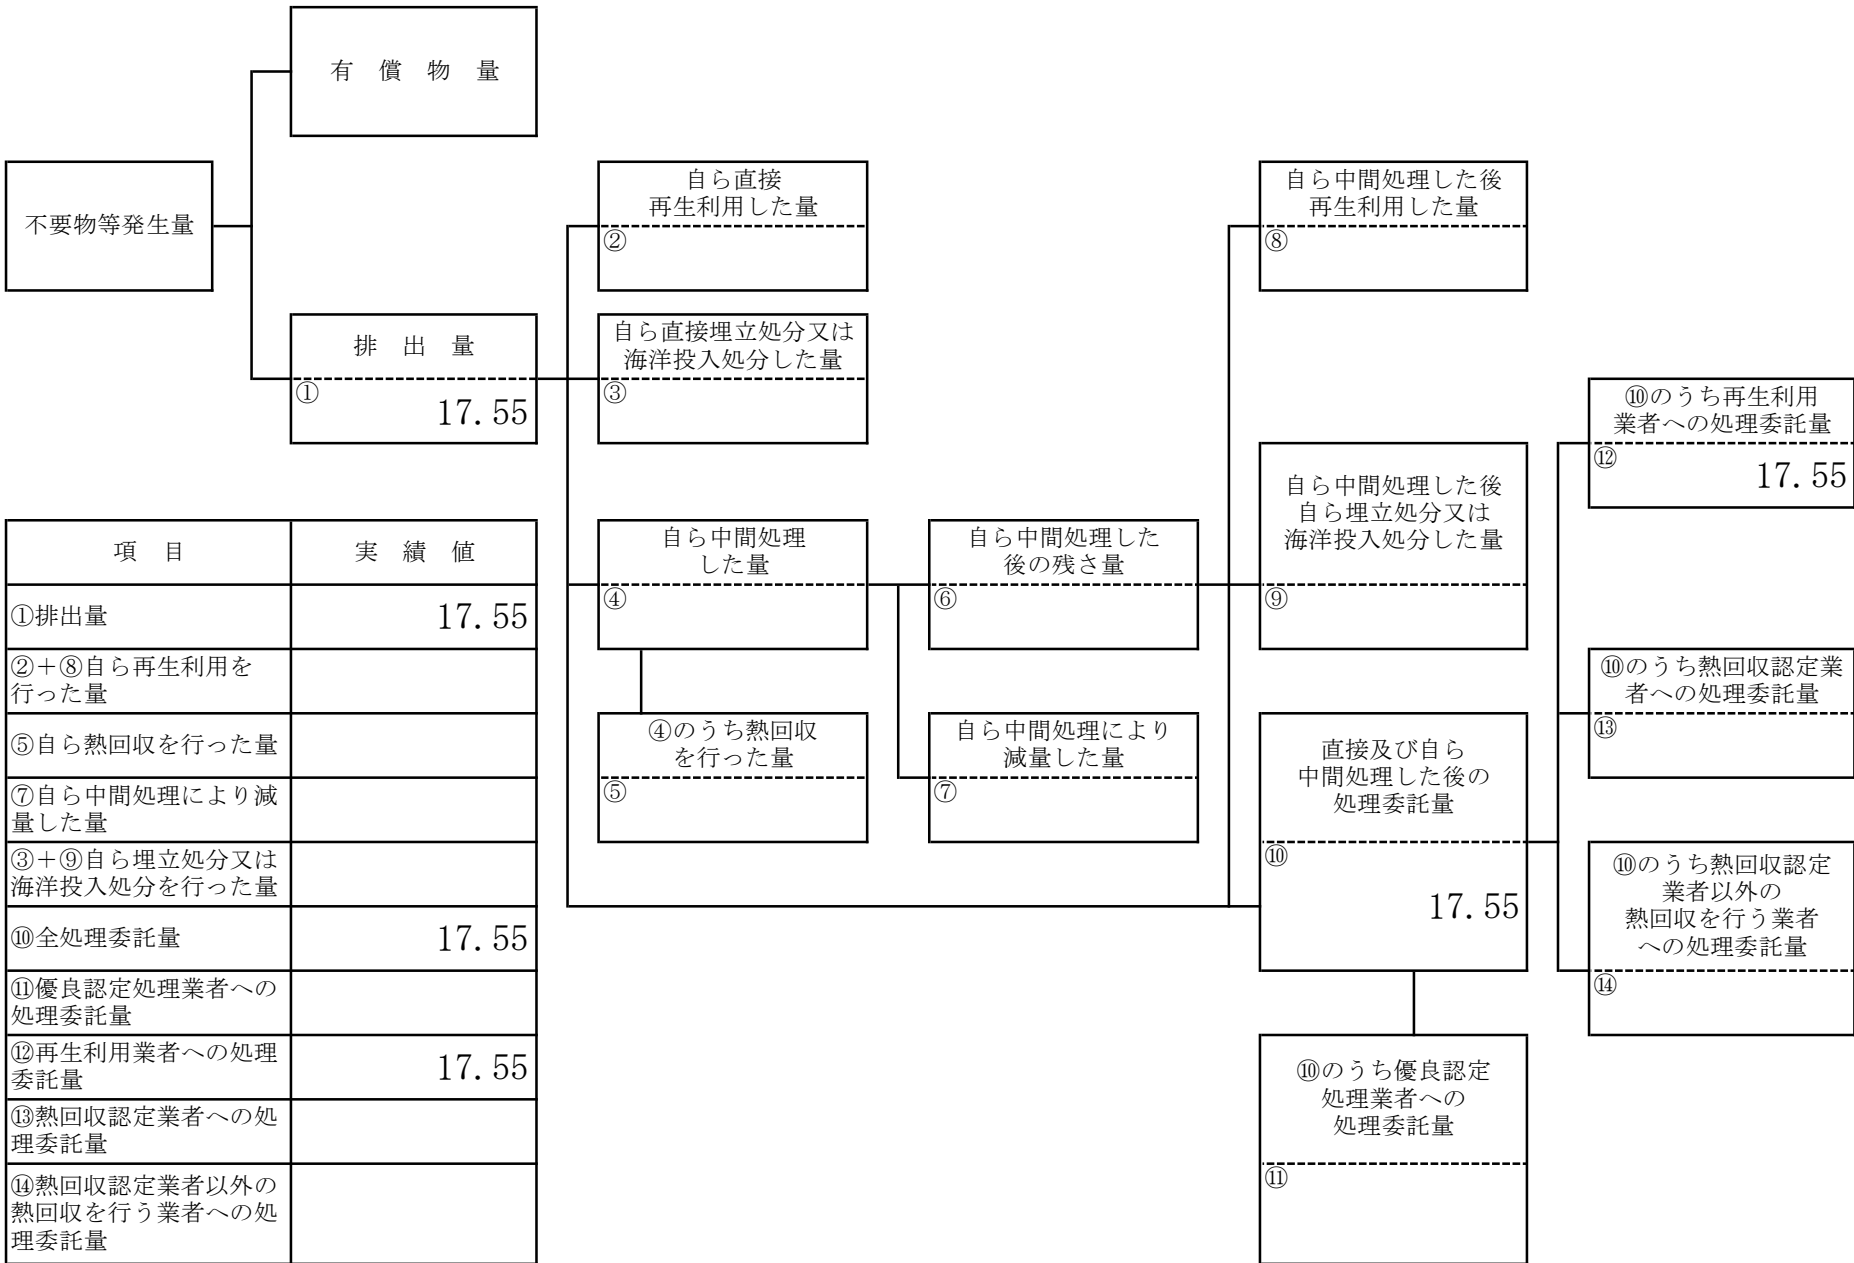 有　償　物　量
不要物等発生量
排　出　量
①
17.55
自ら直接
再生利用した量
②
自ら直接埋立処分又は
海洋投入処分した量
③
自ら中間処理
した量
④
④のうち熱回収
を行った量
⑤
自ら中間処理した
後の残さ量
⑥
自ら中間処理により
減量した量
⑦
自ら中間処理した後
再生利用した量
⑧
自ら中間処理した後
自ら埋立処分又は
海洋投入処分した量
⑨
直接及び自ら
中間処理した後の
処理委託量
⑩
17.55
⑩のうち優良認定
処理業者への
処理委託量
⑪
⑩のうち再生利用
業者への処理委託量
⑫
17.55
⑩のうち熱回収認定業
者への処理委託量
⑬
⑩のうち熱回収認定
業者以外の
熱回収を行う業者
への処理委託量
⑭
項　目　実　績　値
①排出量　17.55
②＋⑧自ら再生利用を
行った量
⑤自ら熱回収を行った量
⑦自ら中間処理により減
量した量
③＋⑨自ら埋立処分又は
海洋投入処分を行った量
⑩全処理委託量　17.55
⑪優良認定処理業者への
処理委託量
⑫再生利用業者への処理
委託量　17.55
⑬熱回収認定業者への処
理委託量
⑭熱回収認定業者以外の
熱回収を行う業者への処
理委託量